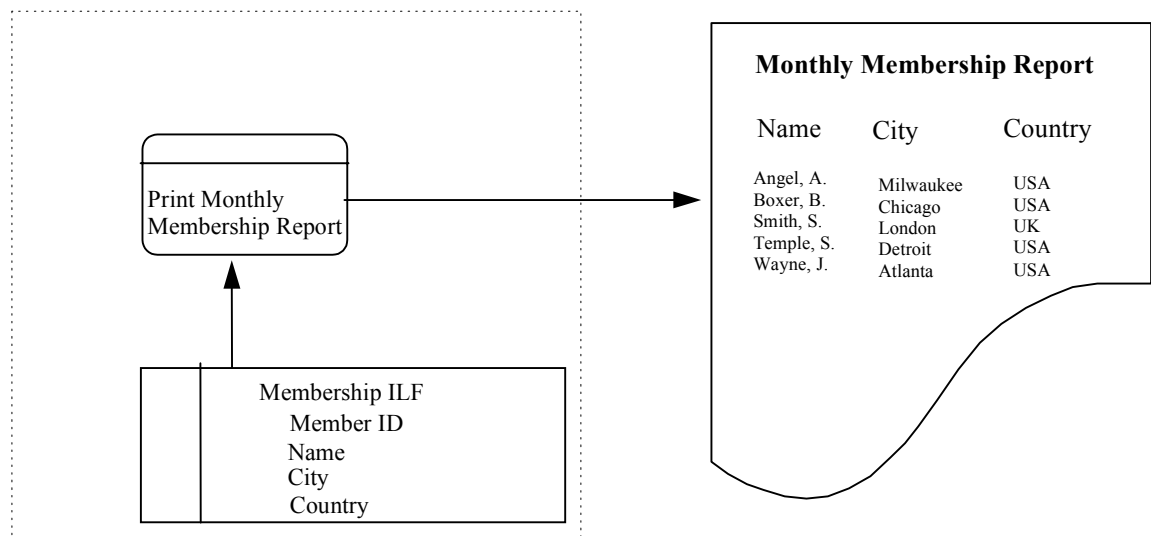 Print Monthly
Membership Report
Membership ILF
Member ID
Name
City
Country
Monthly Membership Report
Name City Country
Angel, A. Milwaukee USA
Boxer, B. Chicago USA
Smith, S. London UK
Temple, S. Detroit USA
Wayne, J. Atlanta USA